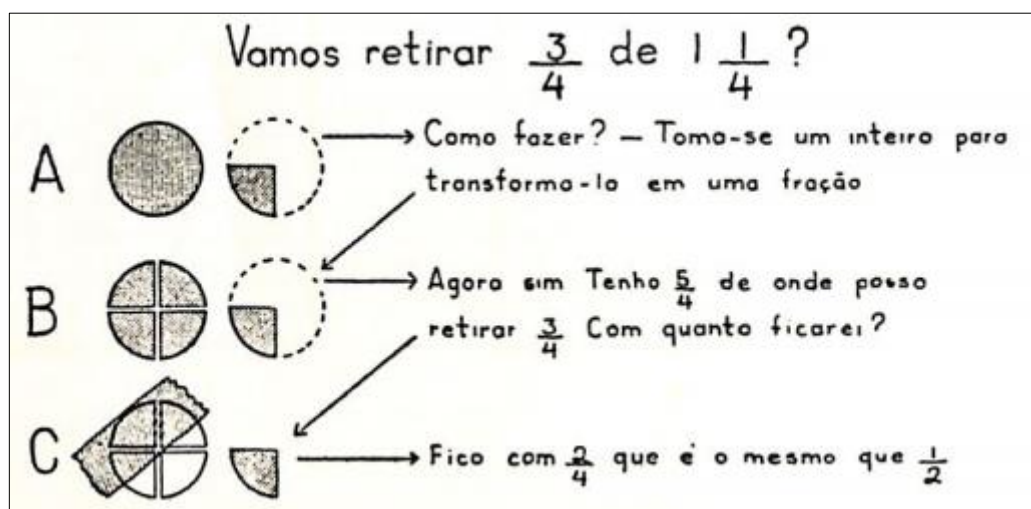 Vamos retirar 3/4 de 1 1/4 ?
A
Como fazer? — Toma-se um inteiro para
transforma-lo em uma fração
B
Agora sim Tenho 5/4 de onde posso
retirar 3/4 Com quanto ficarei?
C
Fico com 2/4 que é o mesmo que 1/2